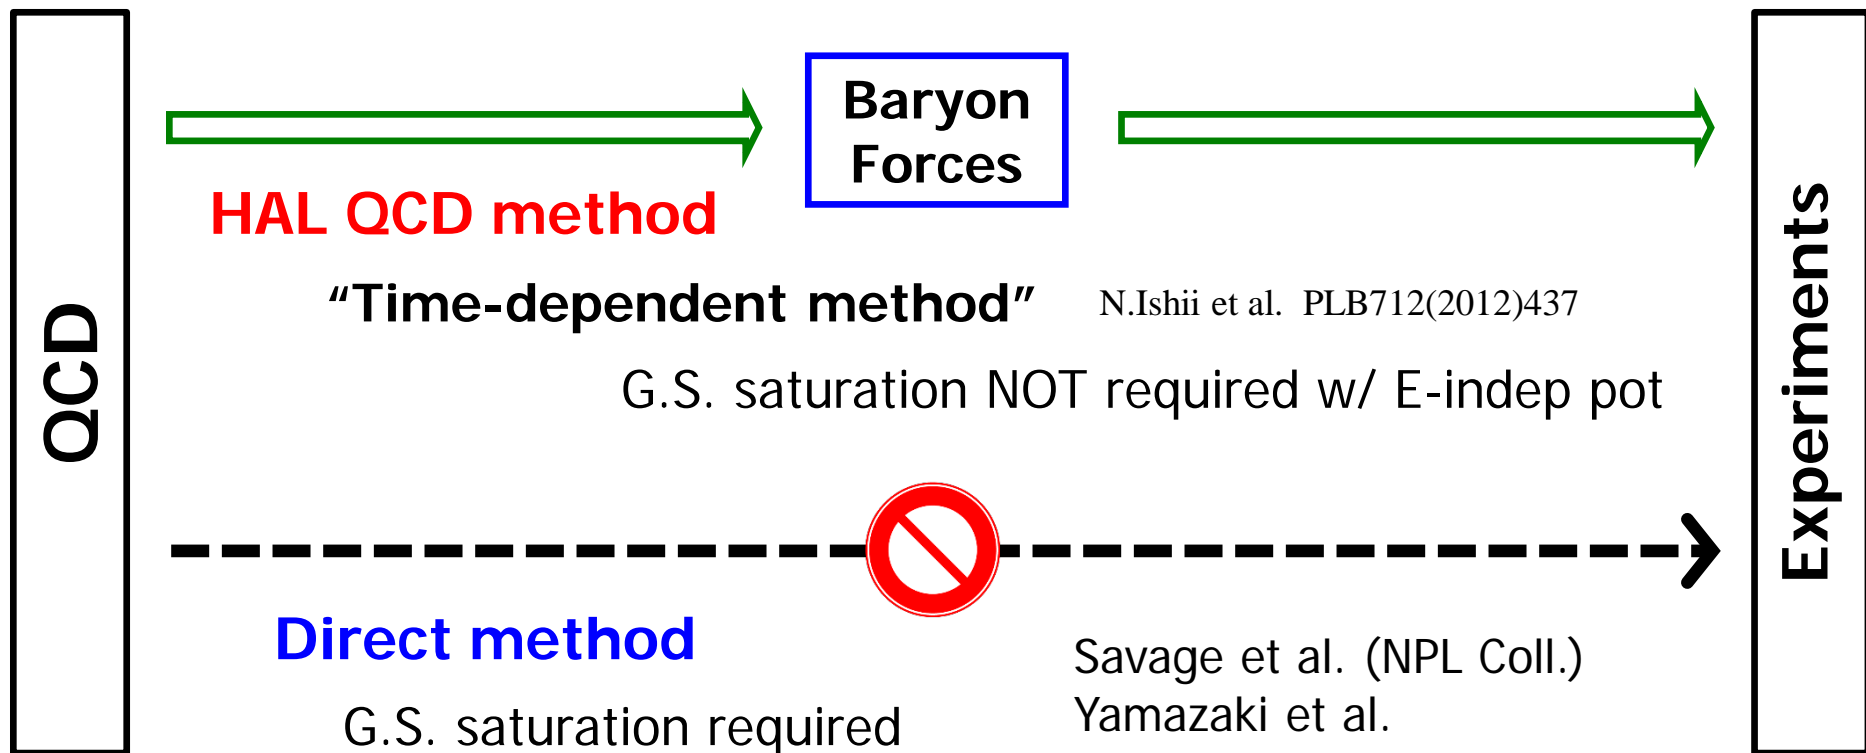 QCD
Baryon
Forces
HAL QCD method
“Time-dependent method”
N.Ishii et al. PLB712(2012)437
G.S. saturation NOT required w/ E-indep pot
Direct method
G.S. saturation required
Savage et al. (NPL Coll.)
Yamazaki et al.
Experiments